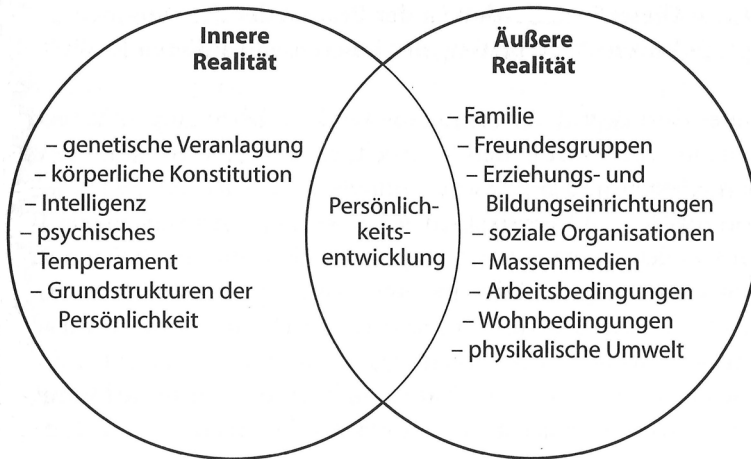 Innere
Realität
– genetische Veranlagung
– körperliche Konstitution
– Intelligenz
– psychisches
Temperament
– Grundstrukturen der
Persönlichkeit
Persönlich-
keits-
entwicklung
Äußere
Realität
– Familie
– Freundesgruppen
– Erziehungs- und
Bildungseinrichtungen
– soziale Organisationen
– Massenmedien
– Arbeitsbedingungen
– Wohnbedingungen
– physikalische Umwelt